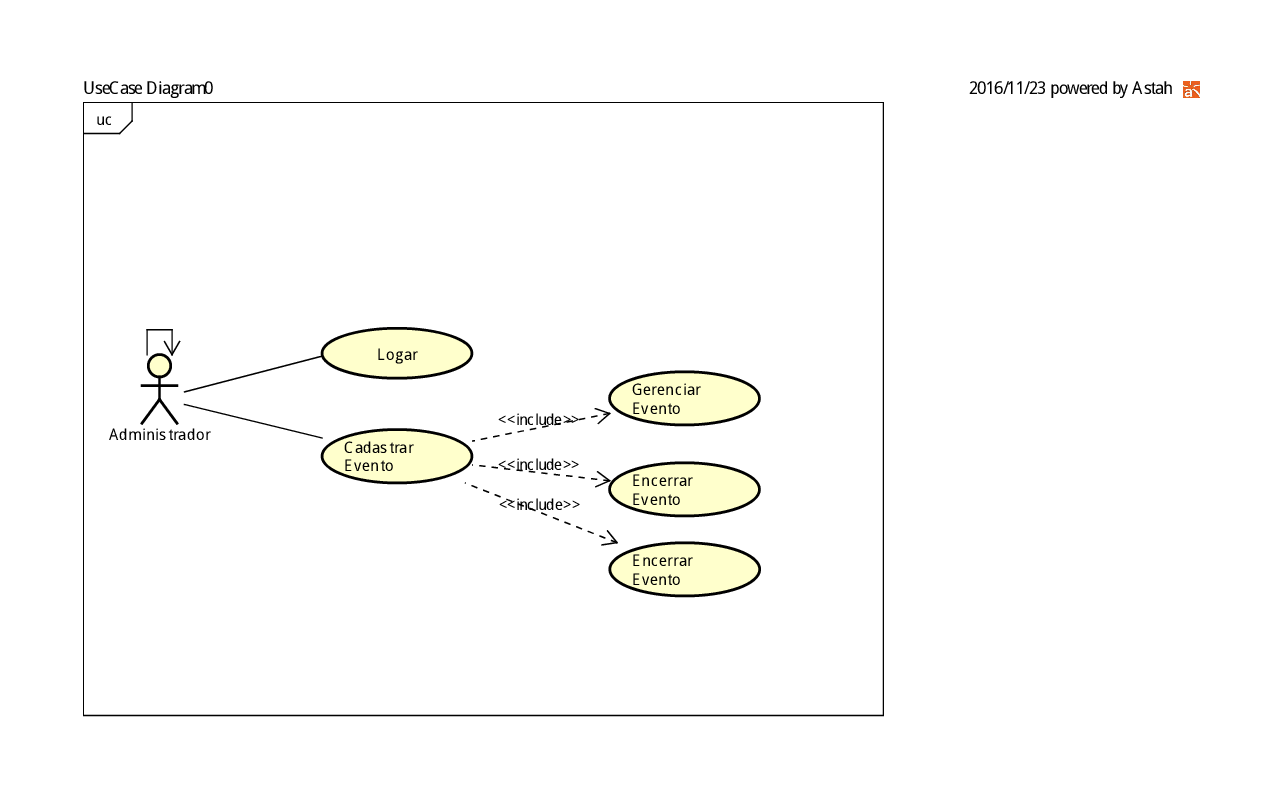 UseCase Diagram0
2016/11/23 powered by Astah
uc
Administrador
Logar
Cadastrar
Evento
<<include>>
<<include>>
<<include>>
Gerenciar
Evento
Encerrar
Evento
Encerrar
Evento